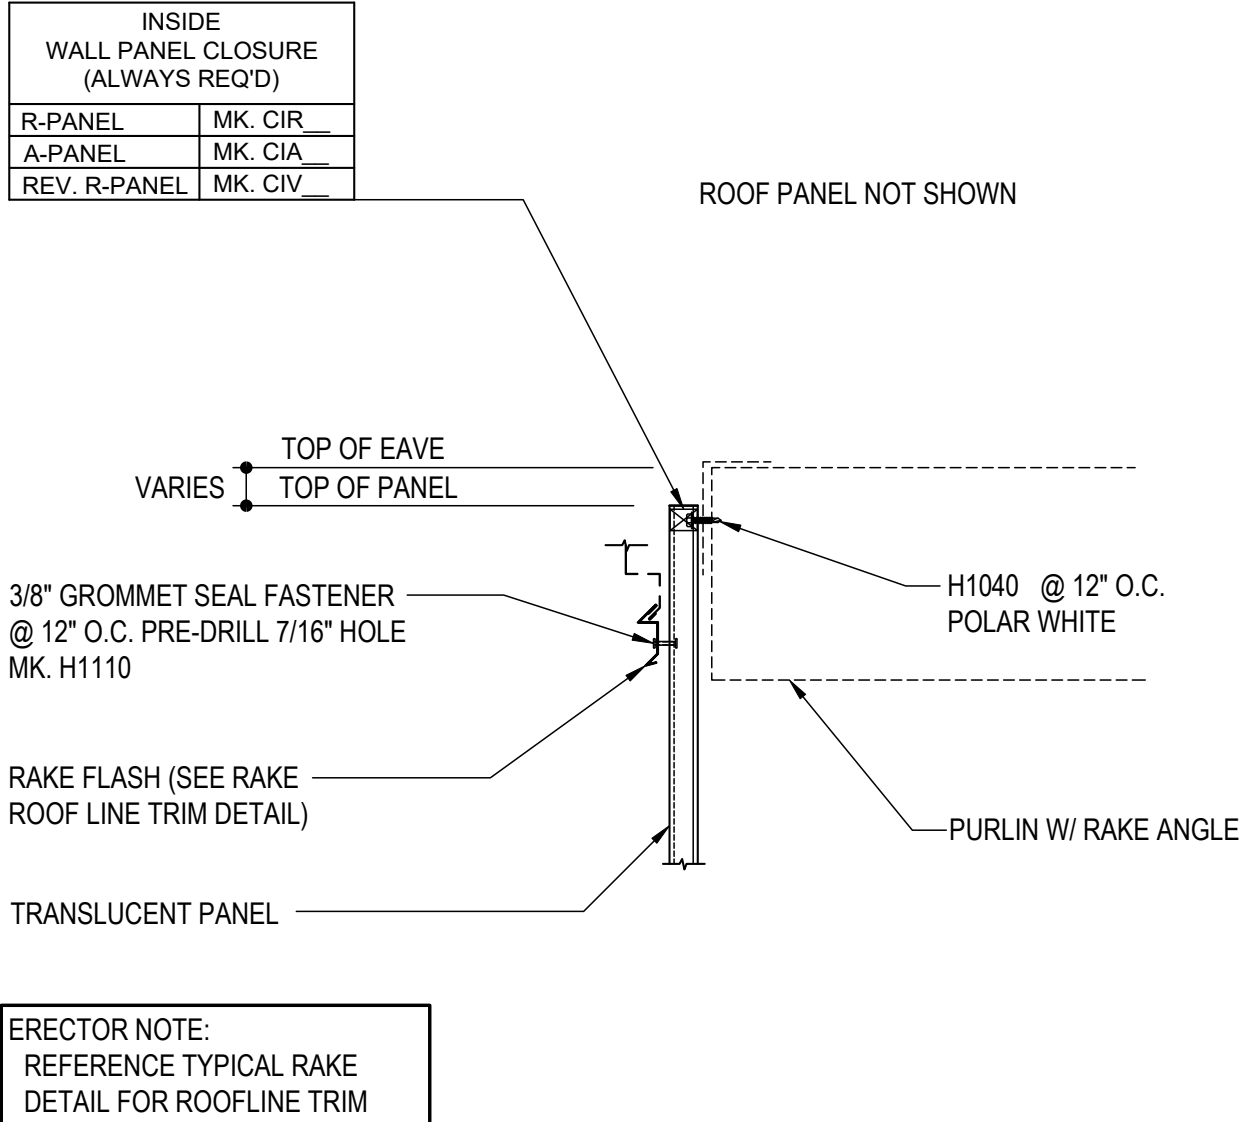 INSIDE
WALL PANEL CLOSURE
(ALWAYS REQ'D)
R-PANEL MK. CIR__
A-PANEL MK. CIA__
REV. R-PANEL MK. CIV__
ROOF PANEL NOT SHOWN
TOP OF EAVE
VARIES
TOP OF PANEL
3/8" GROMMET SEAL FASTENER
@ 12" O.C. PRE-DRILL 7/16" HOLE
MK. H1110
H1040 @ 12" O.C.
POLAR WHITE
RAKE FLASH (SEE RAKE
ROOF LINE TRIM DETAIL)
PURLIN W/ RAKE ANGLE
TRANSLUCENT PANEL
ERECTOR NOTE:
REFERENCE TYPICAL RAKE
DETAIL FOR ROOFLINE TRIM